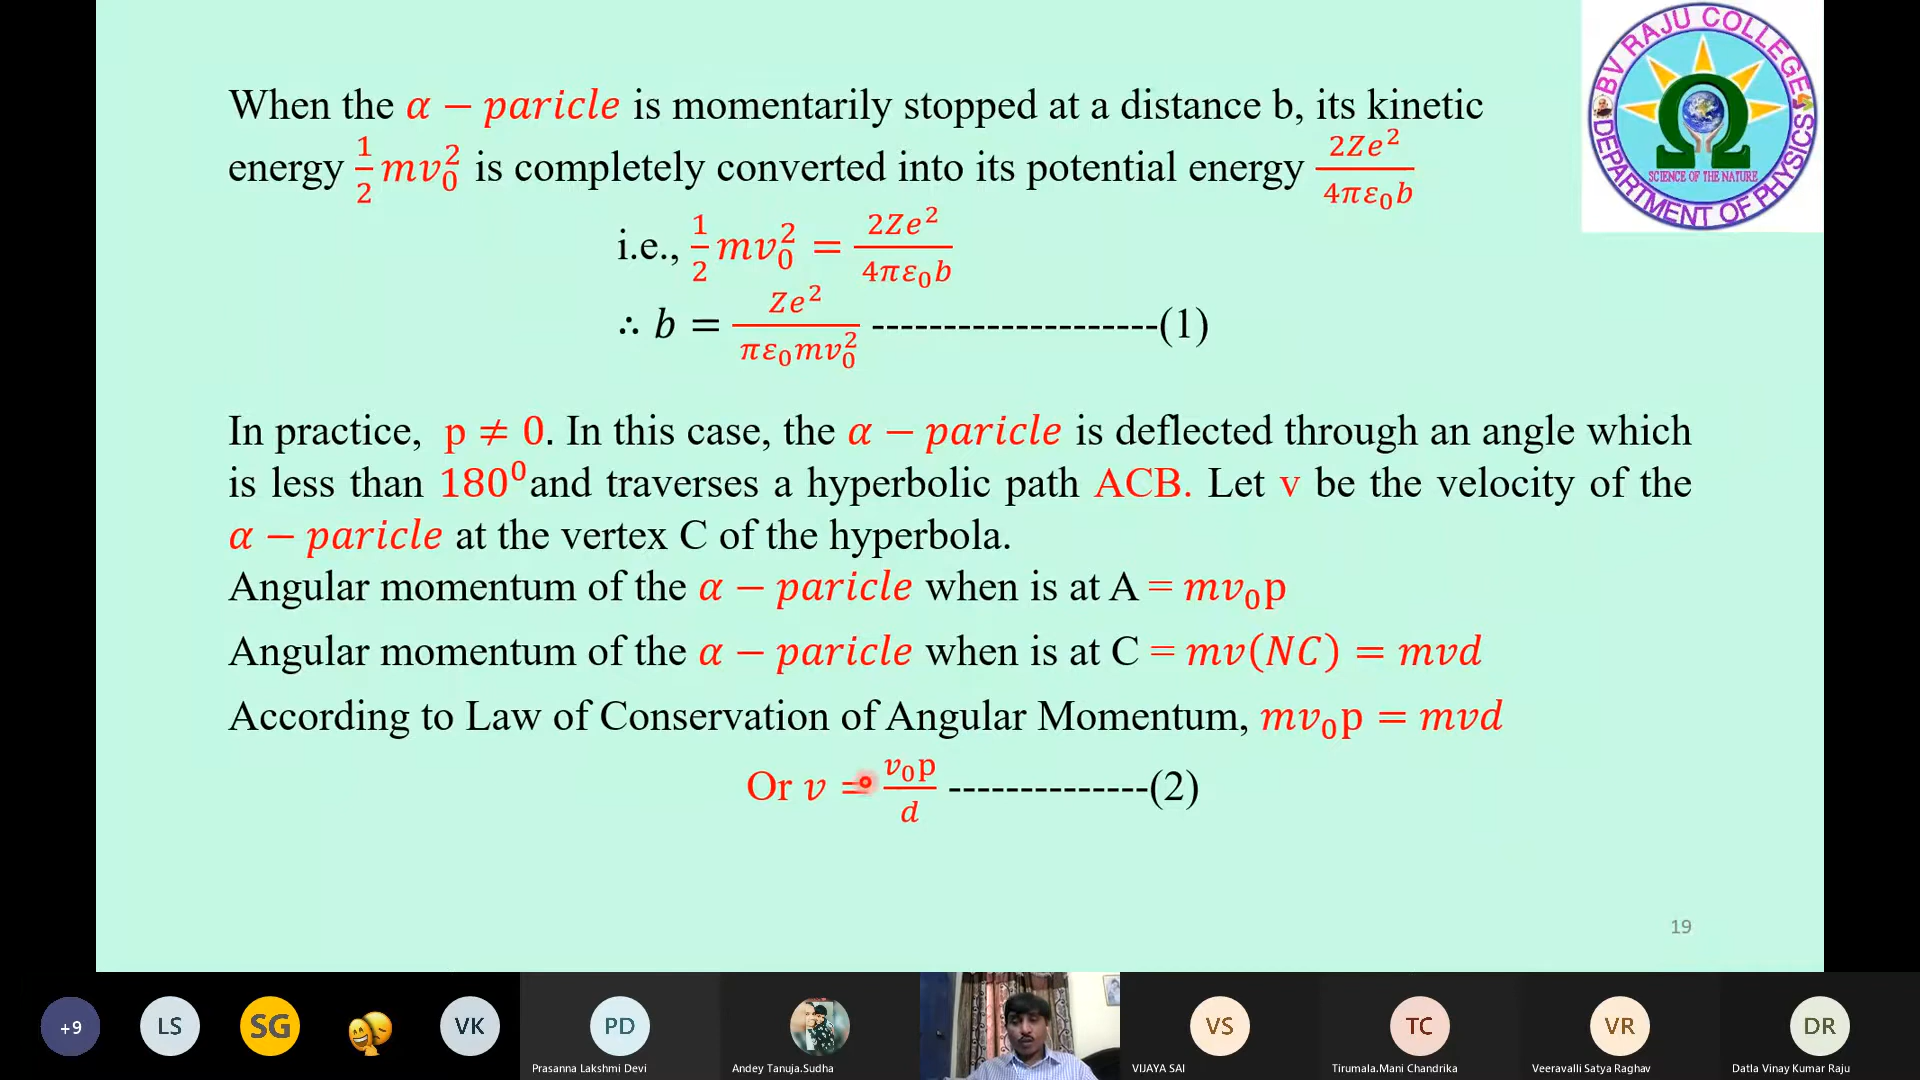 When the α − paricle is momentarily stopped at a distance b, its kinetic
energy 1/2 mv₀² is completely converted into its potential energy 2Ze²/4πε₀b
i.e., 1/2 mv₀² = 2Ze²/4πε₀b
∴ b = Ze²/πε₀mv₀² --------------------(1)
In practice, p ≠ 0. In this case, the α − paricle is deflected through an angle which
is less than 180⁰and traverses a hyperbolic path ACB. Let v be the velocity of the
α − paricle at the vertex C of the hyperbola.
Angular momentum of the α − paricle when is at A = mv₀p
Angular momentum of the α − paricle when is at C = mv(NC) = mvd
According to Law of Conservation of Angular Momentum, mv₀p = mvd
Or v = v₀p/d --------------(2)
19
BV RAJU COLLEGE
SCIENCE OF THE NATURE
DEPARTMENT OF PHYSICS
+9
LS
SG
VK
PD
VS
TC
VR
DR
Prasanna Lakshmi Devi
Andey Tanuja.Sudha
VIJAYA SAI
Tirumala.Mani Chandrika
Veeravalli Satya Raghav
Datla Vinay Kumar Raju